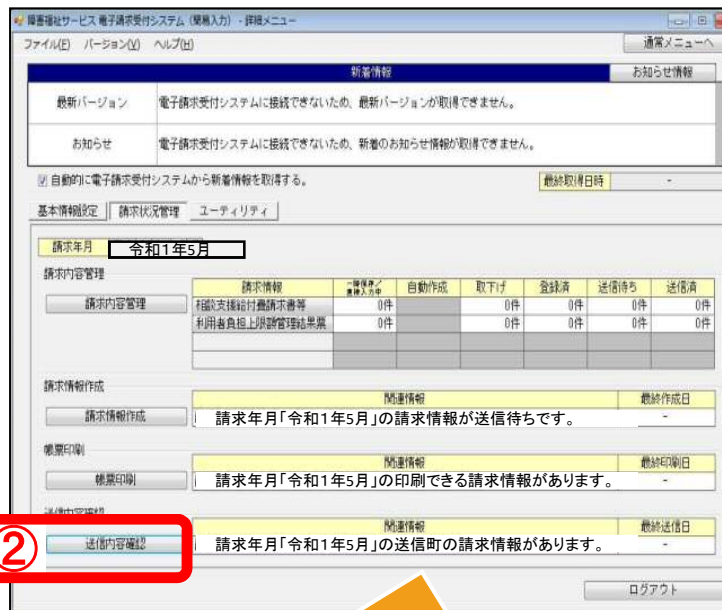 障害福祉サービス 電子請求受付システム (簡易入力) - 詳細メニュー
ファイル(F) バージョン(V) ヘルプ(H) 通常メニューへ
新着情報 お知らせ情報
最新バージョン 電子請求受付システムに接続できないため、最新バージョンが取得できません。
お知らせ 電子請求受付システムに接続できないため、新着のお知らせ情報が取得できません。
自動的に電子請求受付システムから新着情報を取得する。 最終取得日時 -
基本情報設定 請求状況管理 ユーティリティ
請求年月 令和1年5月
請求内容管理
請求情報 一時保存/直接入力中 自動作成 取下げ 登録済 送信待ち 送信済
請求内容管理 相談支援給付費請求書等 0件 0件 0件 0件 0件
利用者負担上限額管理結果票 0件 0件 0件 0件 0件
請求情報作成
関連情報 最終作成日
請求情報作成 請求年月「令和1年5月」の請求情報が送信待ちです。 -
帳票印刷
関連情報 最終印刷日
帳票印刷 請求年月「令和1年5月」の印刷できる請求情報があります。 -
送信内容確認
関連情報 最終送信日
② 送信内容確認 請求年月「令和1年5月」の送信町の請求情報があります。 -
ログアウト